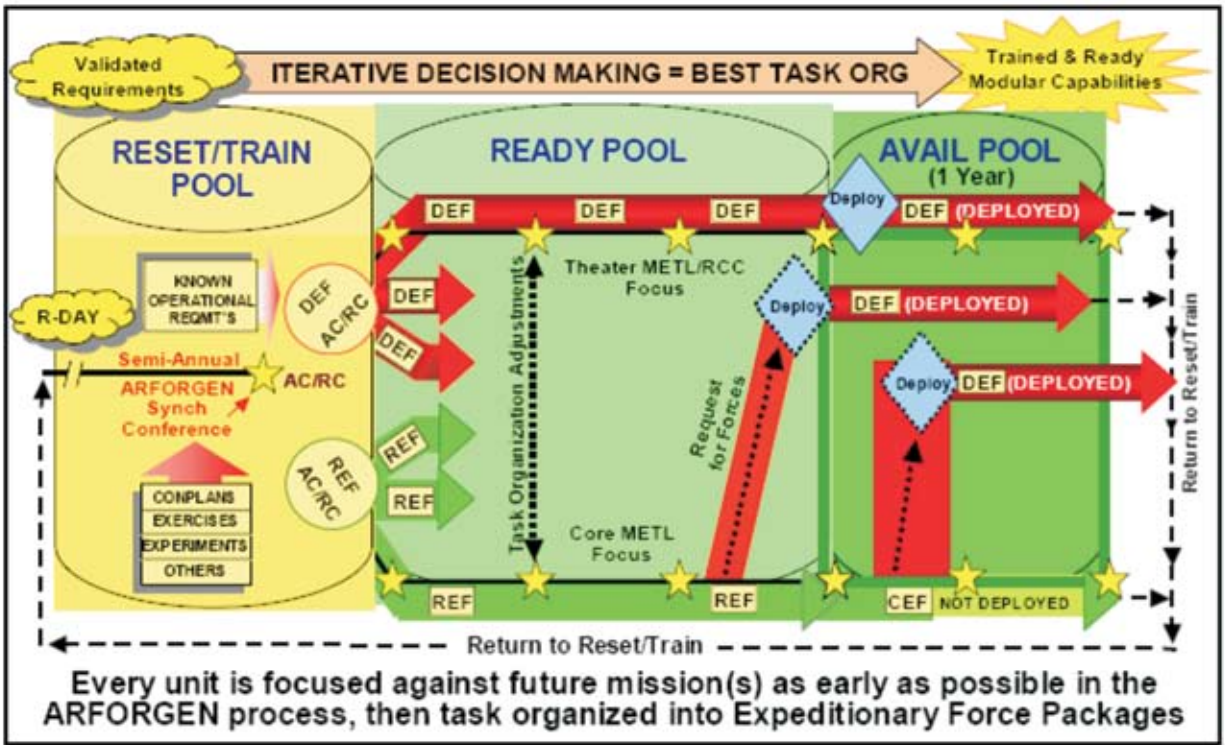 Validated
Requirements
ITERATIVE DECISION MAKING = BEST TASK ORG
Trained & Ready
Modular Capabilities
RESET/TRAIN
POOL
READY POOL
AVAIL POOL
(1 Year)
DEF
DEF
DEF
Deploy
DEF
(DEPLOYED)
Theater METL/RCC
Focus
KNOWN
OPERATIONAL
REQMT'S
DEF
AC/RC
DEF
DEF
Deploy
DEF
(DEPLOYED)
R-DAY
Semi-Annual
ARFORGEN
Synch
Conference
AC/RC
Task Organization Adjustments
Request
for Forces
Deploy
DEF
(DEPLOYED)
Return to Reset/Train
REF
AC/RC
REF
REF
CONPLANS
EXERCISES
EXPERIMENTS
OTHERS
Core METL
Focus
REF
REF
CEF
NOT DEPLOYED
Return to Reset/Train
Every unit is focused against future mission(s) as early as possible in the
ARFORGEN process, then task organized into Expeditionary Force Packages